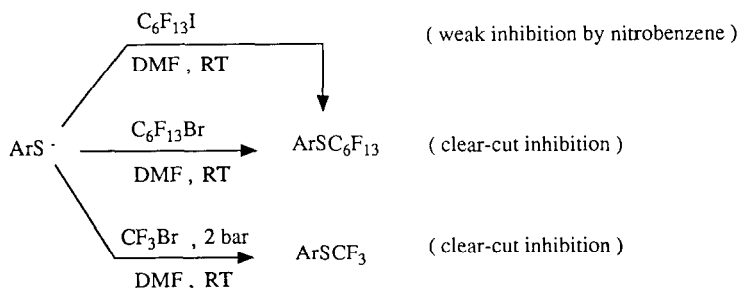 C6F13I
( weak inhibition by nitrobenzene )
DMF , RT
C6F13Br
ArS -
ArSC6F13
( clear-cut inhibition )
DMF , RT
CF3Br , 2 bar
ArSCF3
( clear-cut inhibition )
DMF , RT